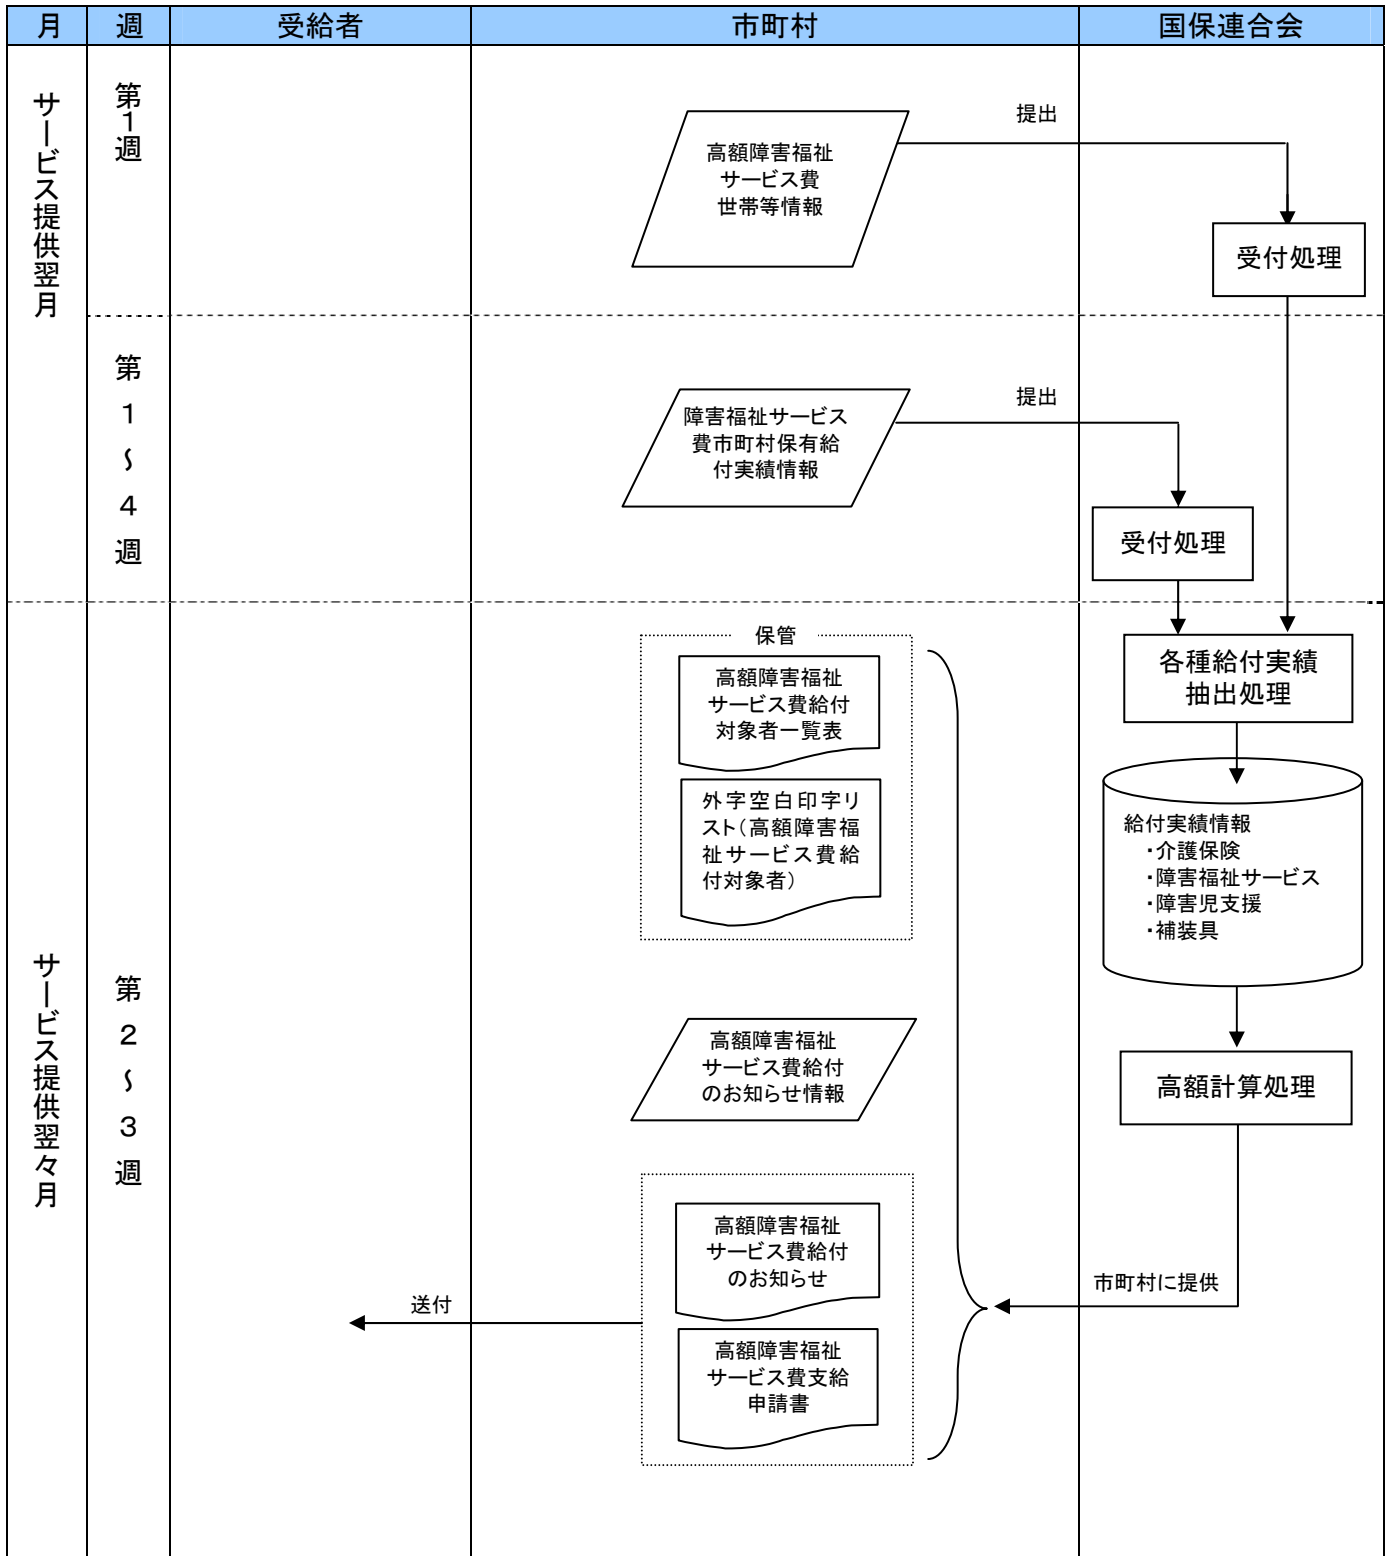 月 週 受給者 市町村 国保連合会
サービス提供翌月
第1週
高額障害福祉
サービス費
世帯等情報
提出
受付処理
第
1
～
4
週
障害福祉サービス
費市町村保有給
付実績情報
提出
受付処理
サービス提供翌々月
第
2
～
3
週
保管
高額障害福祉
サービス費給付
対象者一覧表
外字空白印字リ
スト（高額障害福
祉サービス費給
付対象者）
各種給付実績
抽出処理
給付実績情報
・介護保険
・障害福祉サービス
・障害児支援
・補装具
高額障害福祉
サービス費給付
のお知らせ情報
高額計算処理
高額障害福祉
サービス費給付
のお知らせ
市町村に提供
送付
高額障害福祉
サービス費支給
申請書